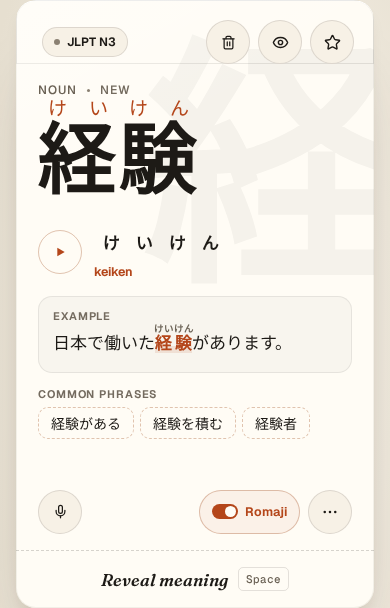 JLPT N3
NOUN • NEW
けいけん
経験
けいけん
keiken
EXAMPLE
けいけん
日本で働いた経験があります。
COMMON PHRASES
経験がある 経験を積む 経験者
Romaji
Reveal meaning Space
経